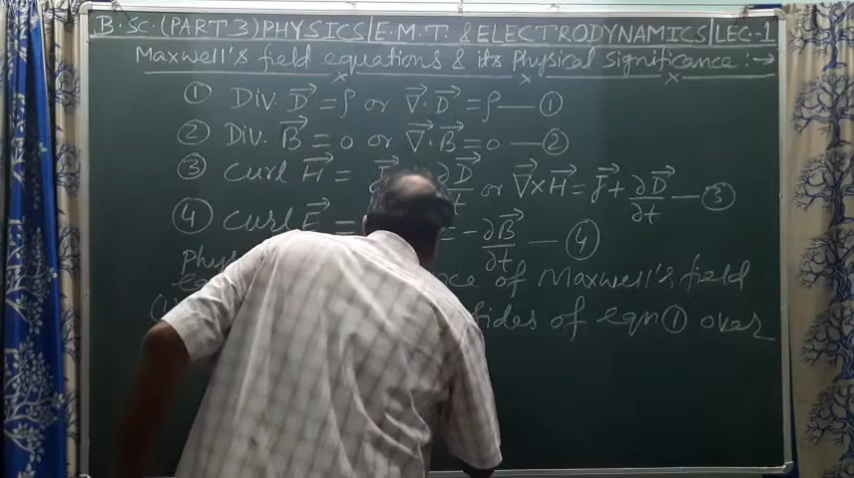 B.Sc.(PART 3) PHYSICS | E.M.T. & ELECTRODYNAMICS | LEC.-1
Maxwell's field equations & its Physical Significance :→
① Div. D⃗ = ρ or ∇⃗·D⃗ = ρ — ①
② Div. B⃗ = 0 or ∇⃗·B⃗ = 0 — ②
③ Curl H⃗ = ∂D⃗ or ∇⃗×H⃗ = J⃗ + ∂D⃗/∂t — ③
④ Curl E⃗ = = -∂B⃗/∂t — ④
of Maxwell's field
sides of eqn ① over